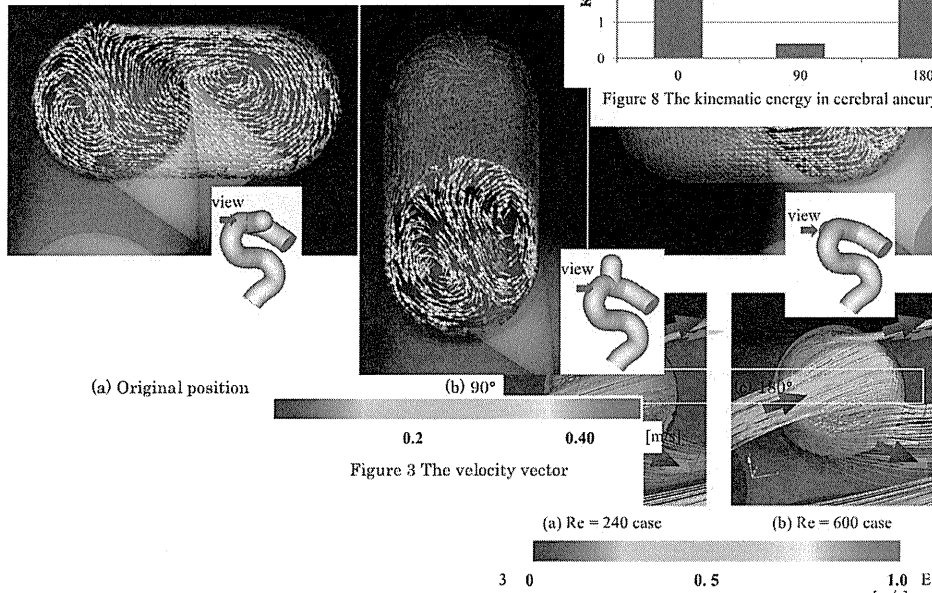 1
0
0
90
180
Figure 8 The kinematic energy in cerebral aneury
view
view
view
(a) Original position
(b) 90°
(c) 180°
0.2
0.40
Figure 3 The velocity vector
(a) Re = 240 case
(b) Re = 600 case
3
0
0.5
1.0
E